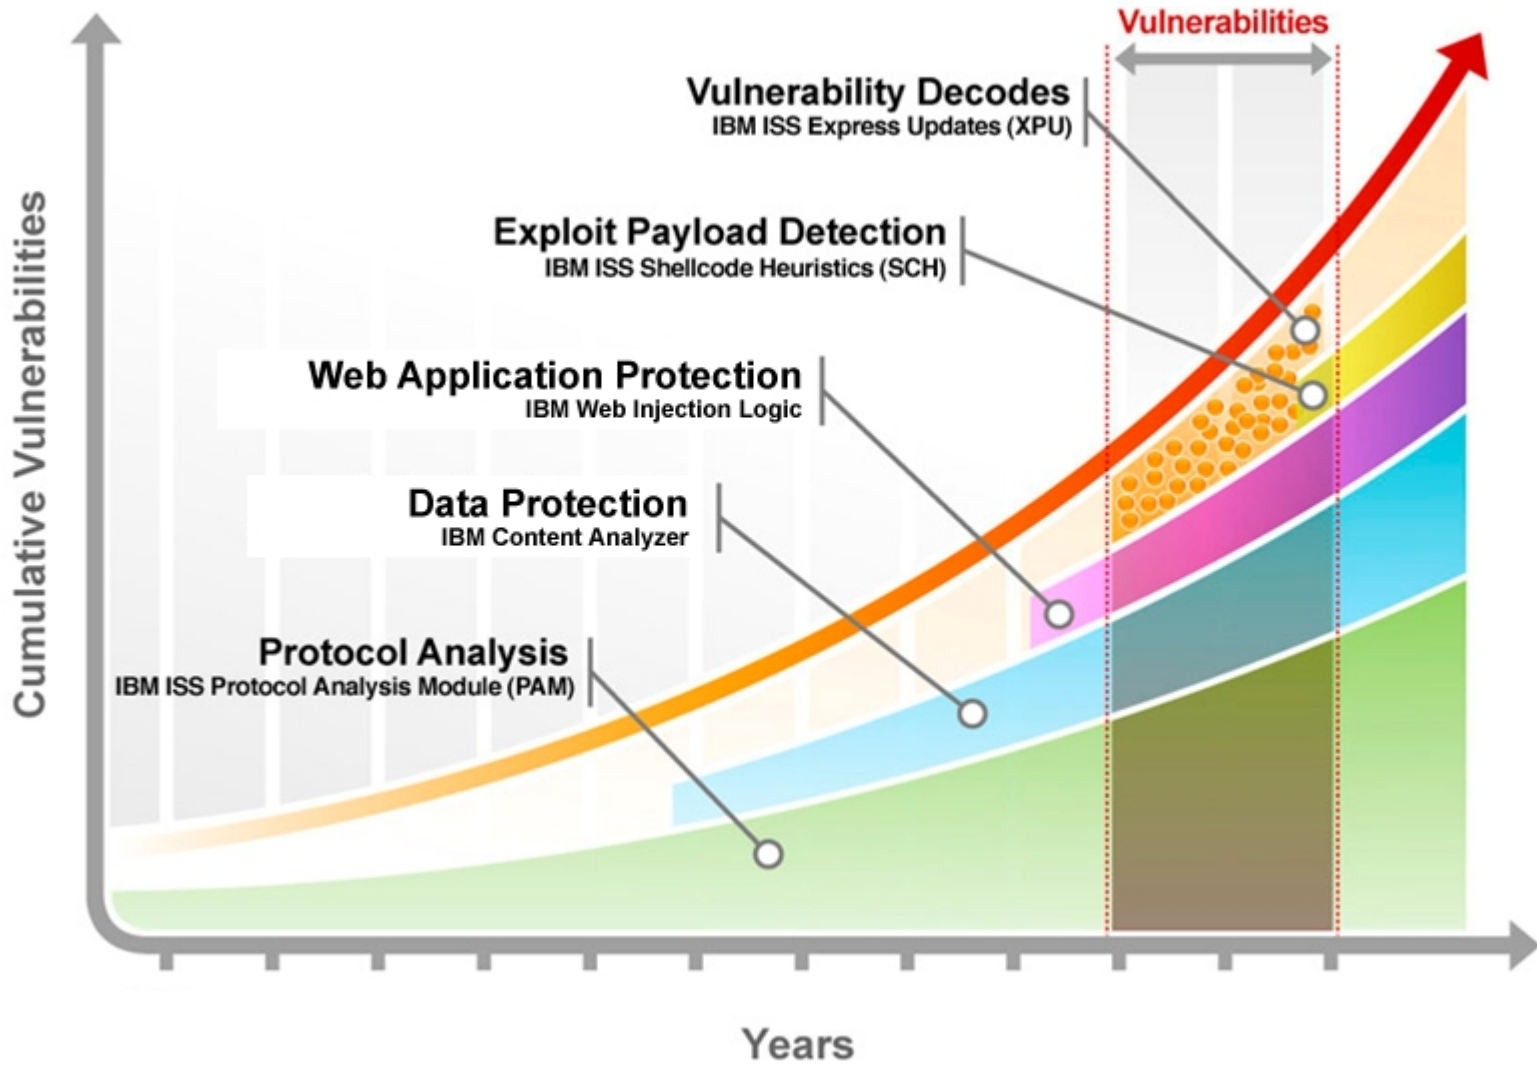 Vulnerabilities
Vulnerability Decodes
IBM ISS Express Updates (XPU)
Exploit Payload Detection
IBM ISS Shellcode Heuristics (SCH)
Web Application Protection
IBM Web Injection Logic
Data Protection
IBM Content Analyzer
Protocol Analysis
IBM ISS Protocol Analysis Module (PAM)
Cumulative Vulnerabilities
Years